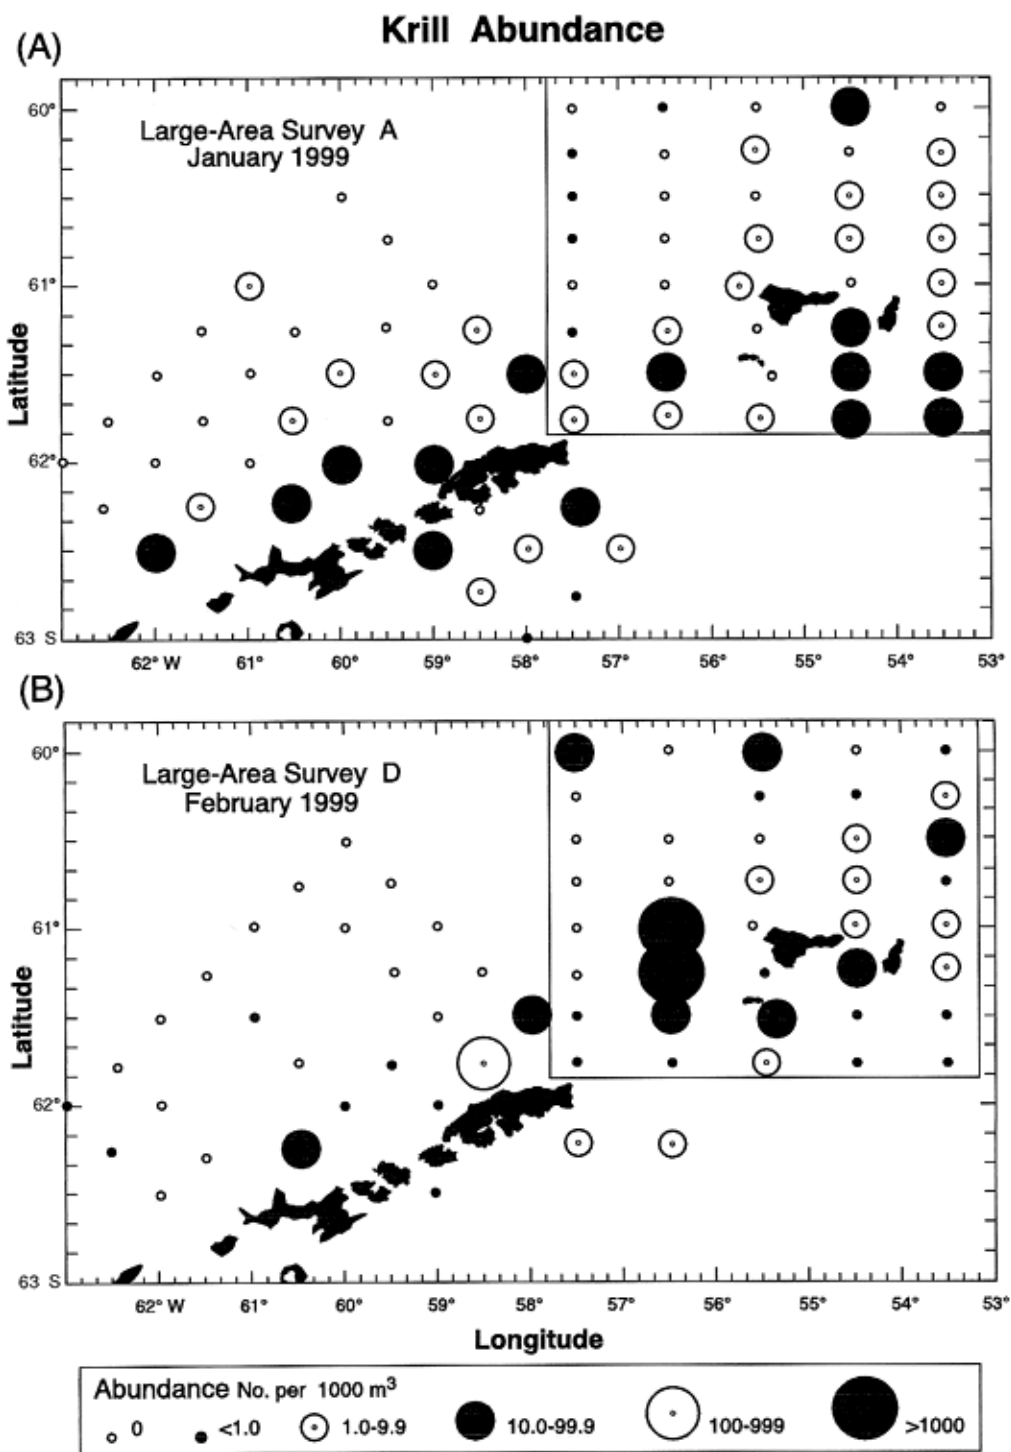 Krill Abundance
(A)
Large-Area Survey A
January 1999
60°
61°
62°
63 S
Latitude
62° W 61° 60° 59° 58° 57° 56° 55° 54° 53°
(B)
Large-Area Survey D
February 1999
60°
61°
62°
63 S
Latitude
62° W 61° 60° 59° 58° 57° 56° 55° 54° 53°
Longitude
Abundance No. per 1000 m³
0 <1.0 1.0-9.9 10.0-99.9 100-999 >1000